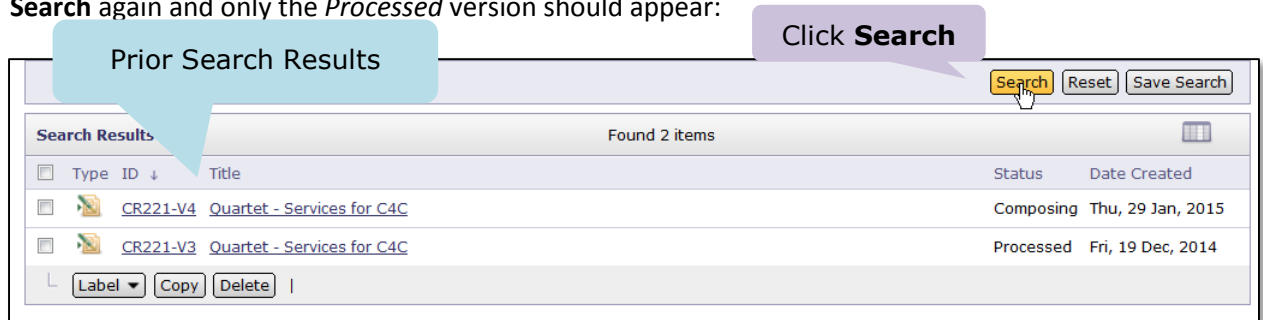 Search again and only the Processed version should appear:
Prior Search Results
Click Search
Search Reset Save Search
Search Results Found 2 items
Type ID ↓ Title Status Date Created
CR221-V4 Quartet - Services for C4C Composing Thu, 29 Jan, 2015
CR221-V3 Quartet - Services for C4C Processed Fri, 19 Dec, 2014
Label ▼ Copy Delete |